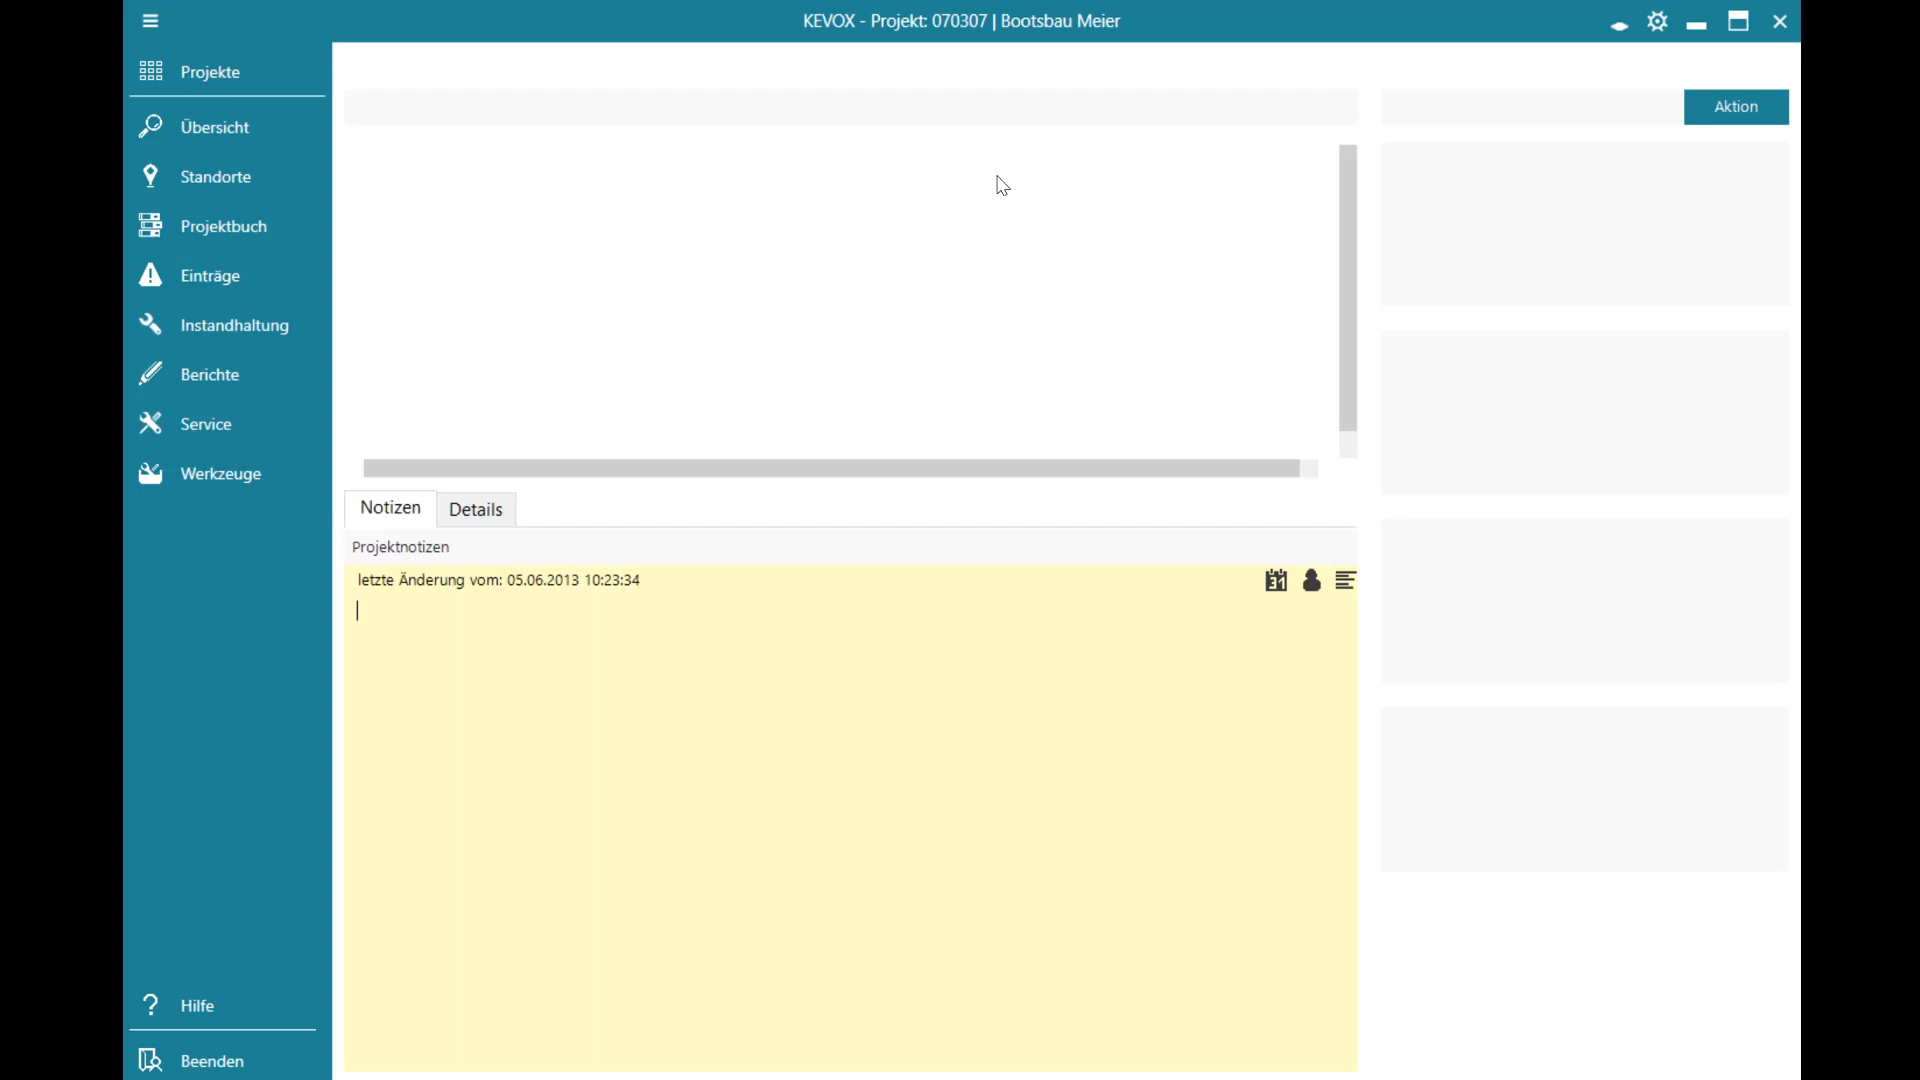 KEVOX - Projekt: 070307 | Bootsbau Meier
Projekte
Übersicht
Standorte
Projektbuch
Einträge
Instandhaltung
Berichte
Service
Werkzeuge
Hilfe
Beenden
Aktion
Notizen
Details
Projektnotizen
letzte Änderung vom: 05.06.2013 10:23:34
31